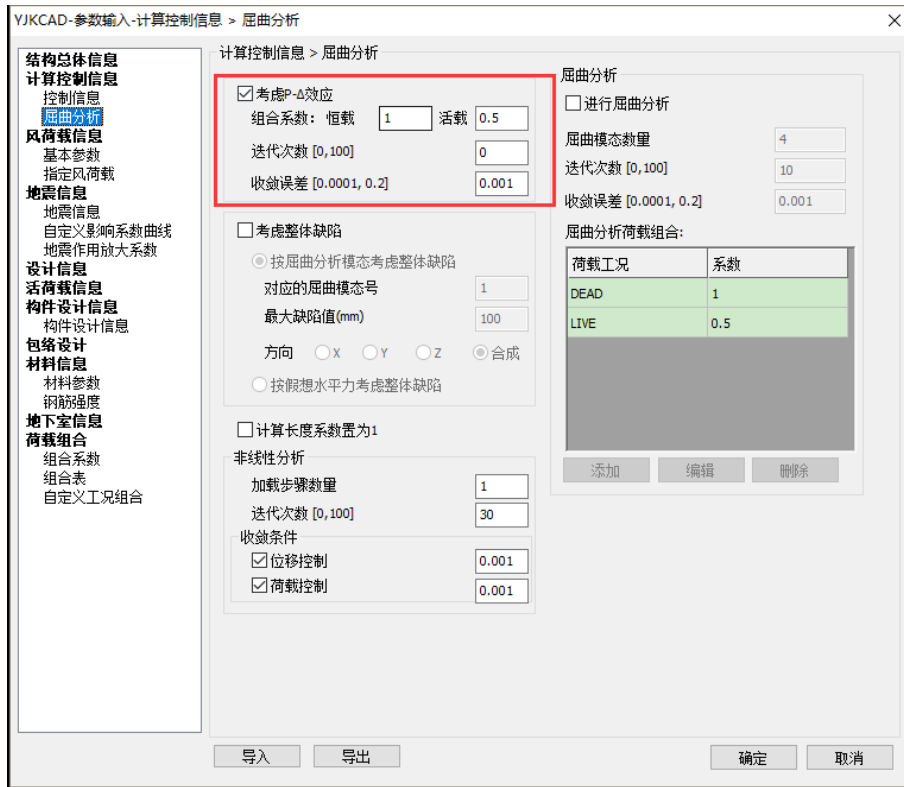 YJKCAD-参数输入-计算控制信息 > 屈曲分析
结构总体信息
计算控制信息
控制信息
屈曲分析
风荷载信息
基本参数
指定风荷载
地震信息
地震信息
自定义影响系数曲线
地震作用放大系数
设计信息
活荷载信息
构件设计信息
构件设计信息
包络设计
材料信息
材料参数
钢筋强度
地下室信息
荷载组合
组合系数
组合表
自定义工况组合
计算控制信息 > 屈曲分析
考虑P-Δ效应
组合系数: 恒载 1 活载 0.5
迭代次数 [0,100] 0
收敛误差 [0.0001, 0.2] 0.001
考虑整体缺陷
按屈曲分析模态考虑整体缺陷
对应的屈曲模态号 1
最大缺陷值(mm) 100
方向 X Y Z 合成
按假想水平力考虑整体缺陷
计算长度系数置为1
非线性分析
加载步骤数量 1
迭代次数 [0,100] 30
收敛条件
位移控制 0.001
荷载控制 0.001
屈曲分析
进行屈曲分析
屈曲模态数量 4
迭代次数 [0,100] 10
收敛误差 [0.0001, 0.2] 0.001
屈曲分析荷载组合:
荷载工况 系数
DEAD 1
LIVE 0.5
添加 编辑 删除
导入 导出 确定 取消